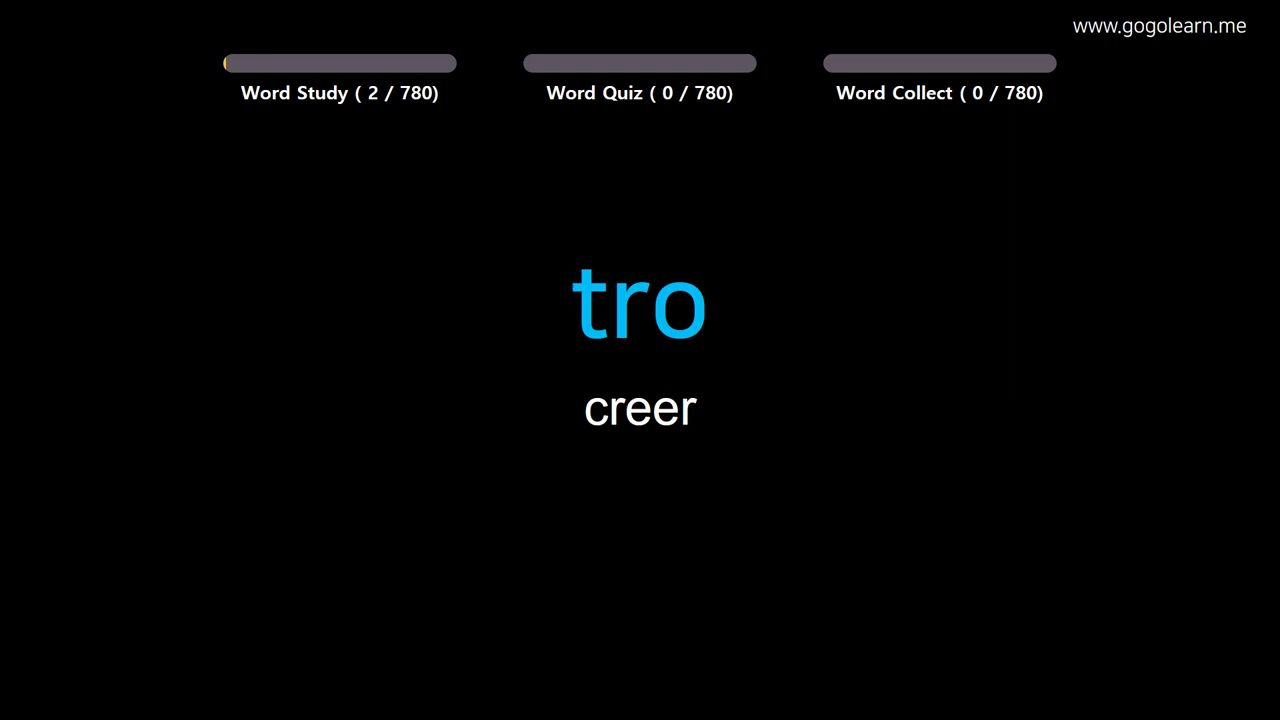 www.gogolearn.me
Word Study ( 2 / 780)
Word Quiz ( 0 / 780)
Word Collect ( 0 / 780)
tro
creer